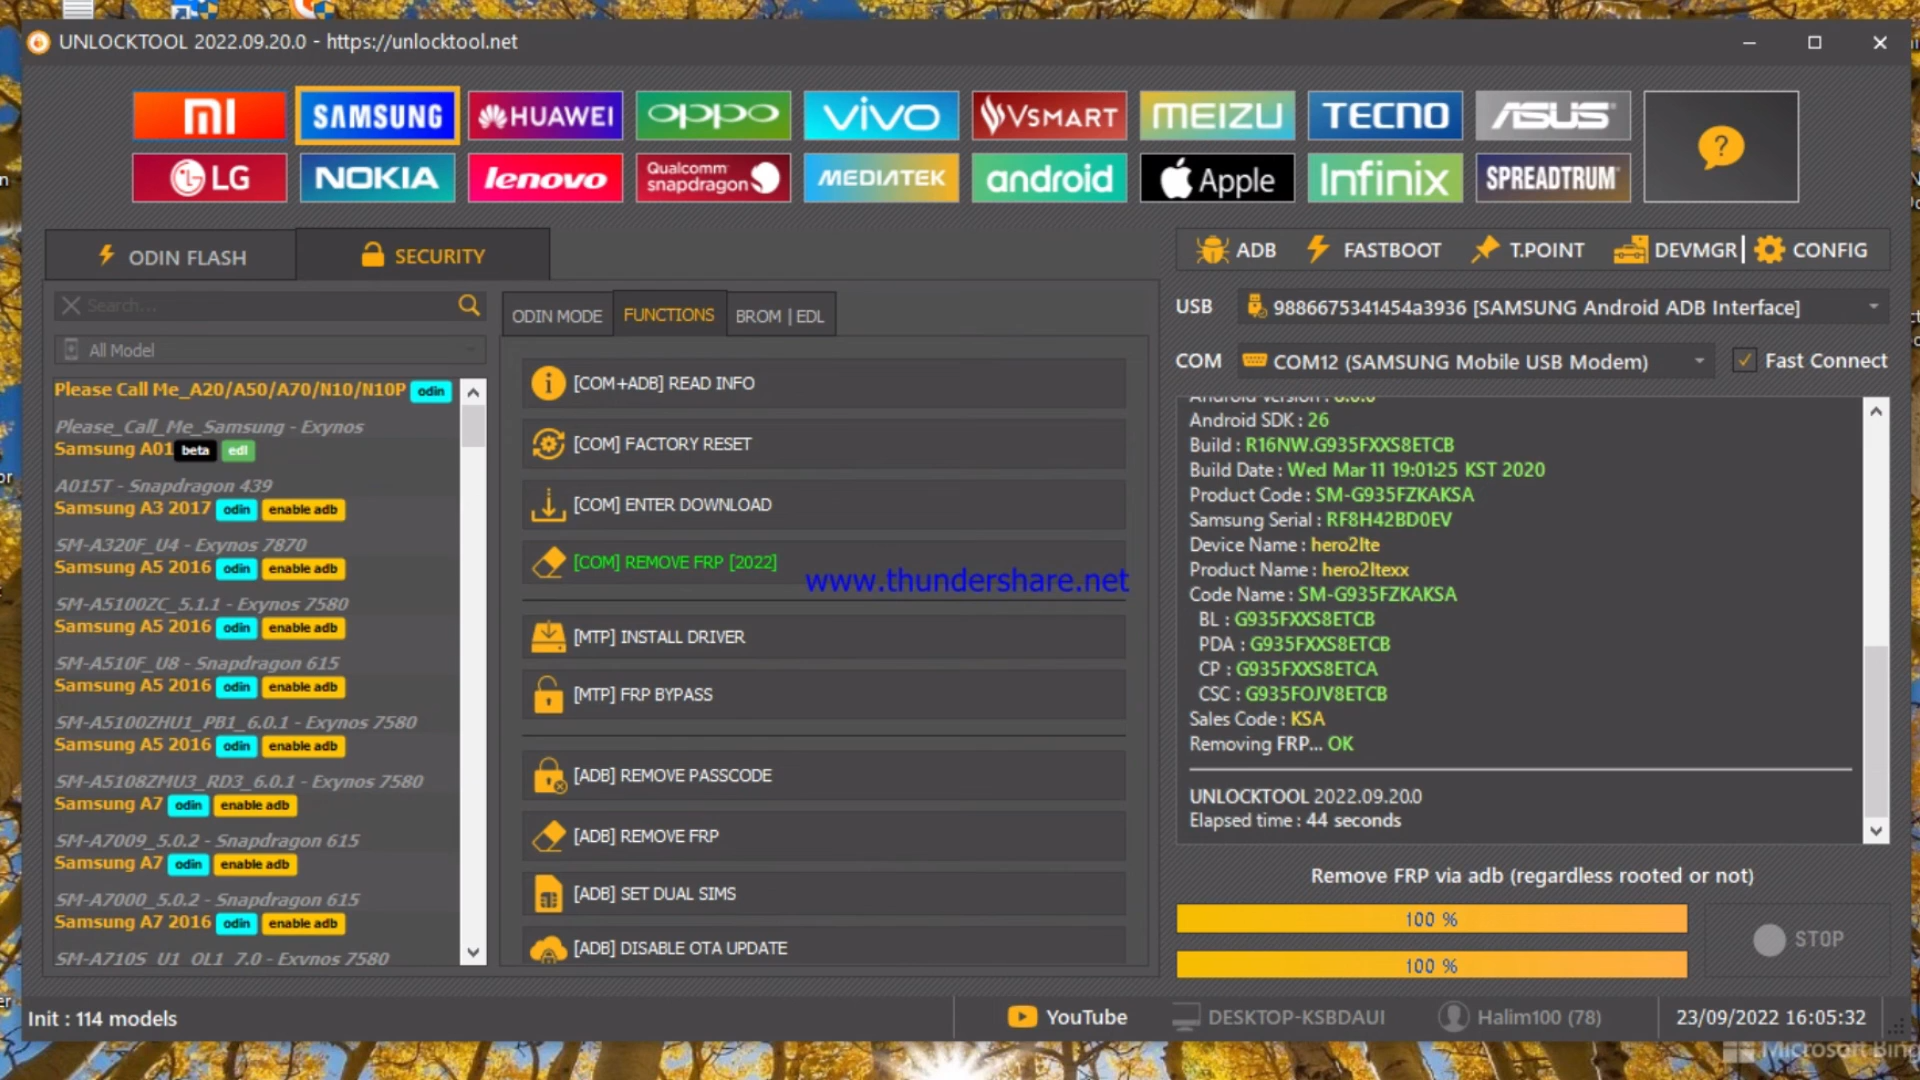 UNLOCKTOOL 2022.09.20.0 - https://unlocktool.net
MI
SAMSUNG
HUAWEI
oppo
vivo
VSMART
MEIZU
TECNO
ASUS
?
LG
NOKIA
lenovo
Qualcomm snapdragon
MEDIATEK
android
Apple
Infinix
SPREADTRUM
ODIN FLASH
SECURITY
ADB
FASTBOOT
T.POINT
DEVMGR
CONFIG
Search...
All Model
Please Call Me_A20/A50/A70/N10/N10P odin
Please_Call_Me_Samsung - Exynos
Samsung A01 beta edl
A015T - Snapdragon 439
Samsung A3 2017 odin enable adb
SM-A320F_U4 - Exynos 7870
Samsung A5 2016 odin enable adb
SM-A5100ZC_5.1.1 - Exynos 7580
Samsung A5 2016 odin enable adb
SM-A510F_U8 - Snapdragon 615
Samsung A5 2016 odin enable adb
SM-A5100ZHU1_PB1_6.0.1 - Exynos 7580
Samsung A5 2016 odin enable adb
SM-A5108ZMU3_RD3_6.0.1 - Exynos 7580
Samsung A7 odin enable adb
SM-A7009_5.0.2 - Snapdragon 615
Samsung A7 odin enable adb
SM-A7000_5.0.2 - Snapdragon 615
Samsung A7 2016 odin enable adb
SM-A710S_U1_OL1_7.0 - Exynos 7580
ODIN MODE
FUNCTIONS
BROM | EDL
[COM+ADB] READ INFO
[COM] FACTORY RESET
[COM] ENTER DOWNLOAD
[COM] REMOVE FRP [2022]
www.thundershare.net
[MTP] INSTALL DRIVER
[MTP] FRP BYPASS
[ADB] REMOVE PASSCODE
[ADB] REMOVE FRP
[ADB] SET DUAL SIMS
[ADB] DISABLE OTA UPDATE
USB 9886675341454a3936 [SAMSUNG Android ADB Interface]
COM COM12 (SAMSUNG Mobile USB Modem) Fast Connect
Android Version : 8.0.0
Android SDK : 26
Build : R16NW.G935FXXS8ETCB
Build Date : Wed Mar 11 19:01:25 KST 2020
Product Code : SM-G935FZKAKSA
Samsung Serial : RF8H42BD0EV
Device Name : hero2lte
Product Name : hero2ltexx
Code Name : SM-G935FZKAKSA
BL : G935FXXS8ETCB
PDA : G935FXXS8ETCB
CP : G935FXXS8ETCA
CSC : G935FOJV8ETCB
Sales Code : KSA
Removing FRP... OK
UNLOCKTOOL 2022.09.20.0
Elapsed time : 44 seconds
Remove FRP via adb (regardless rooted or not)
100 %
100 %
STOP
Init : 114 models
YouTube
DESKTOP-KSBDAUI
Halim100 (78)
23/09/2022 16:05:32
Microsoft Bing